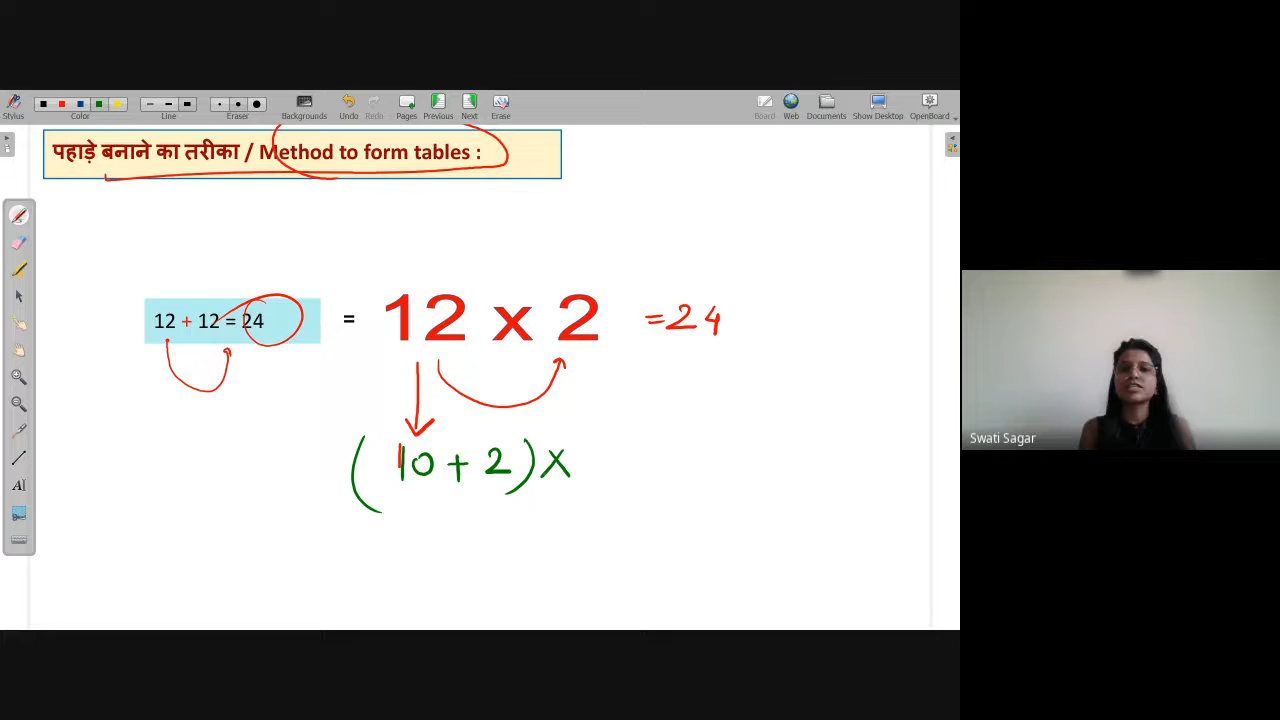 Stylus Color Line Eraser Backgrounds Undo Redo Pages Previous Next Erase Board Web Documents Show Desktop OpenBoard
पहाड़े बनाने का तरीका / Method to form tables :
12 + 12 = 24 = 12 x 2 = 24
(10 + 2) x
Swati Sagar
AI